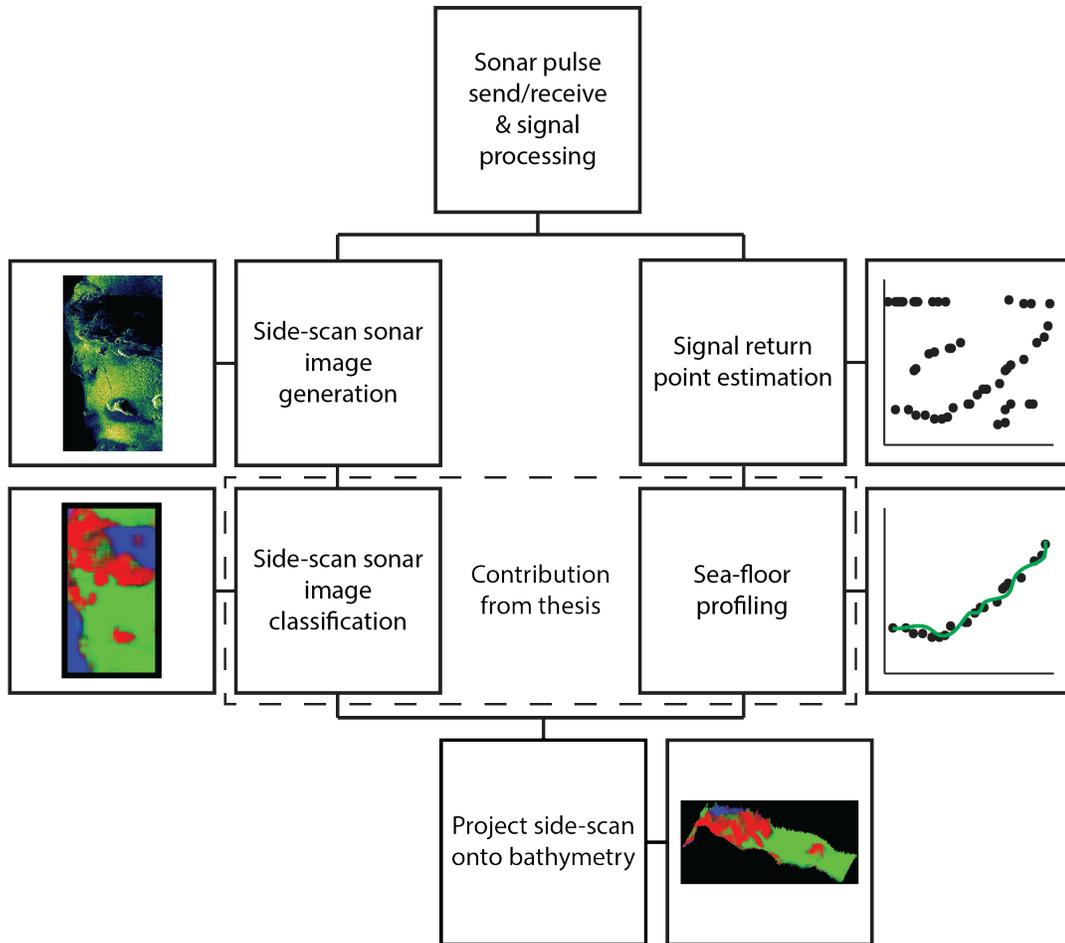 Sonar pulse
send/receive
& signal
processing
Side-scan sonar
image
generation
Signal return
point estimation
Side-scan sonar
image
classification
Contribution
from thesis
Sea-floor
profiling
Project side-scan
onto bathymetry